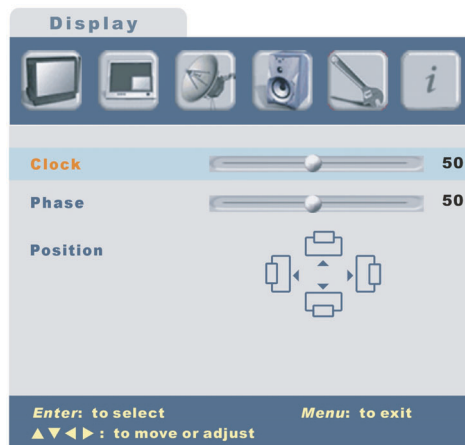 Display
i
Clock 50
Phase 50
Position
Enter: to select Menu: to exit
▲▼◀▶: to move or adjust